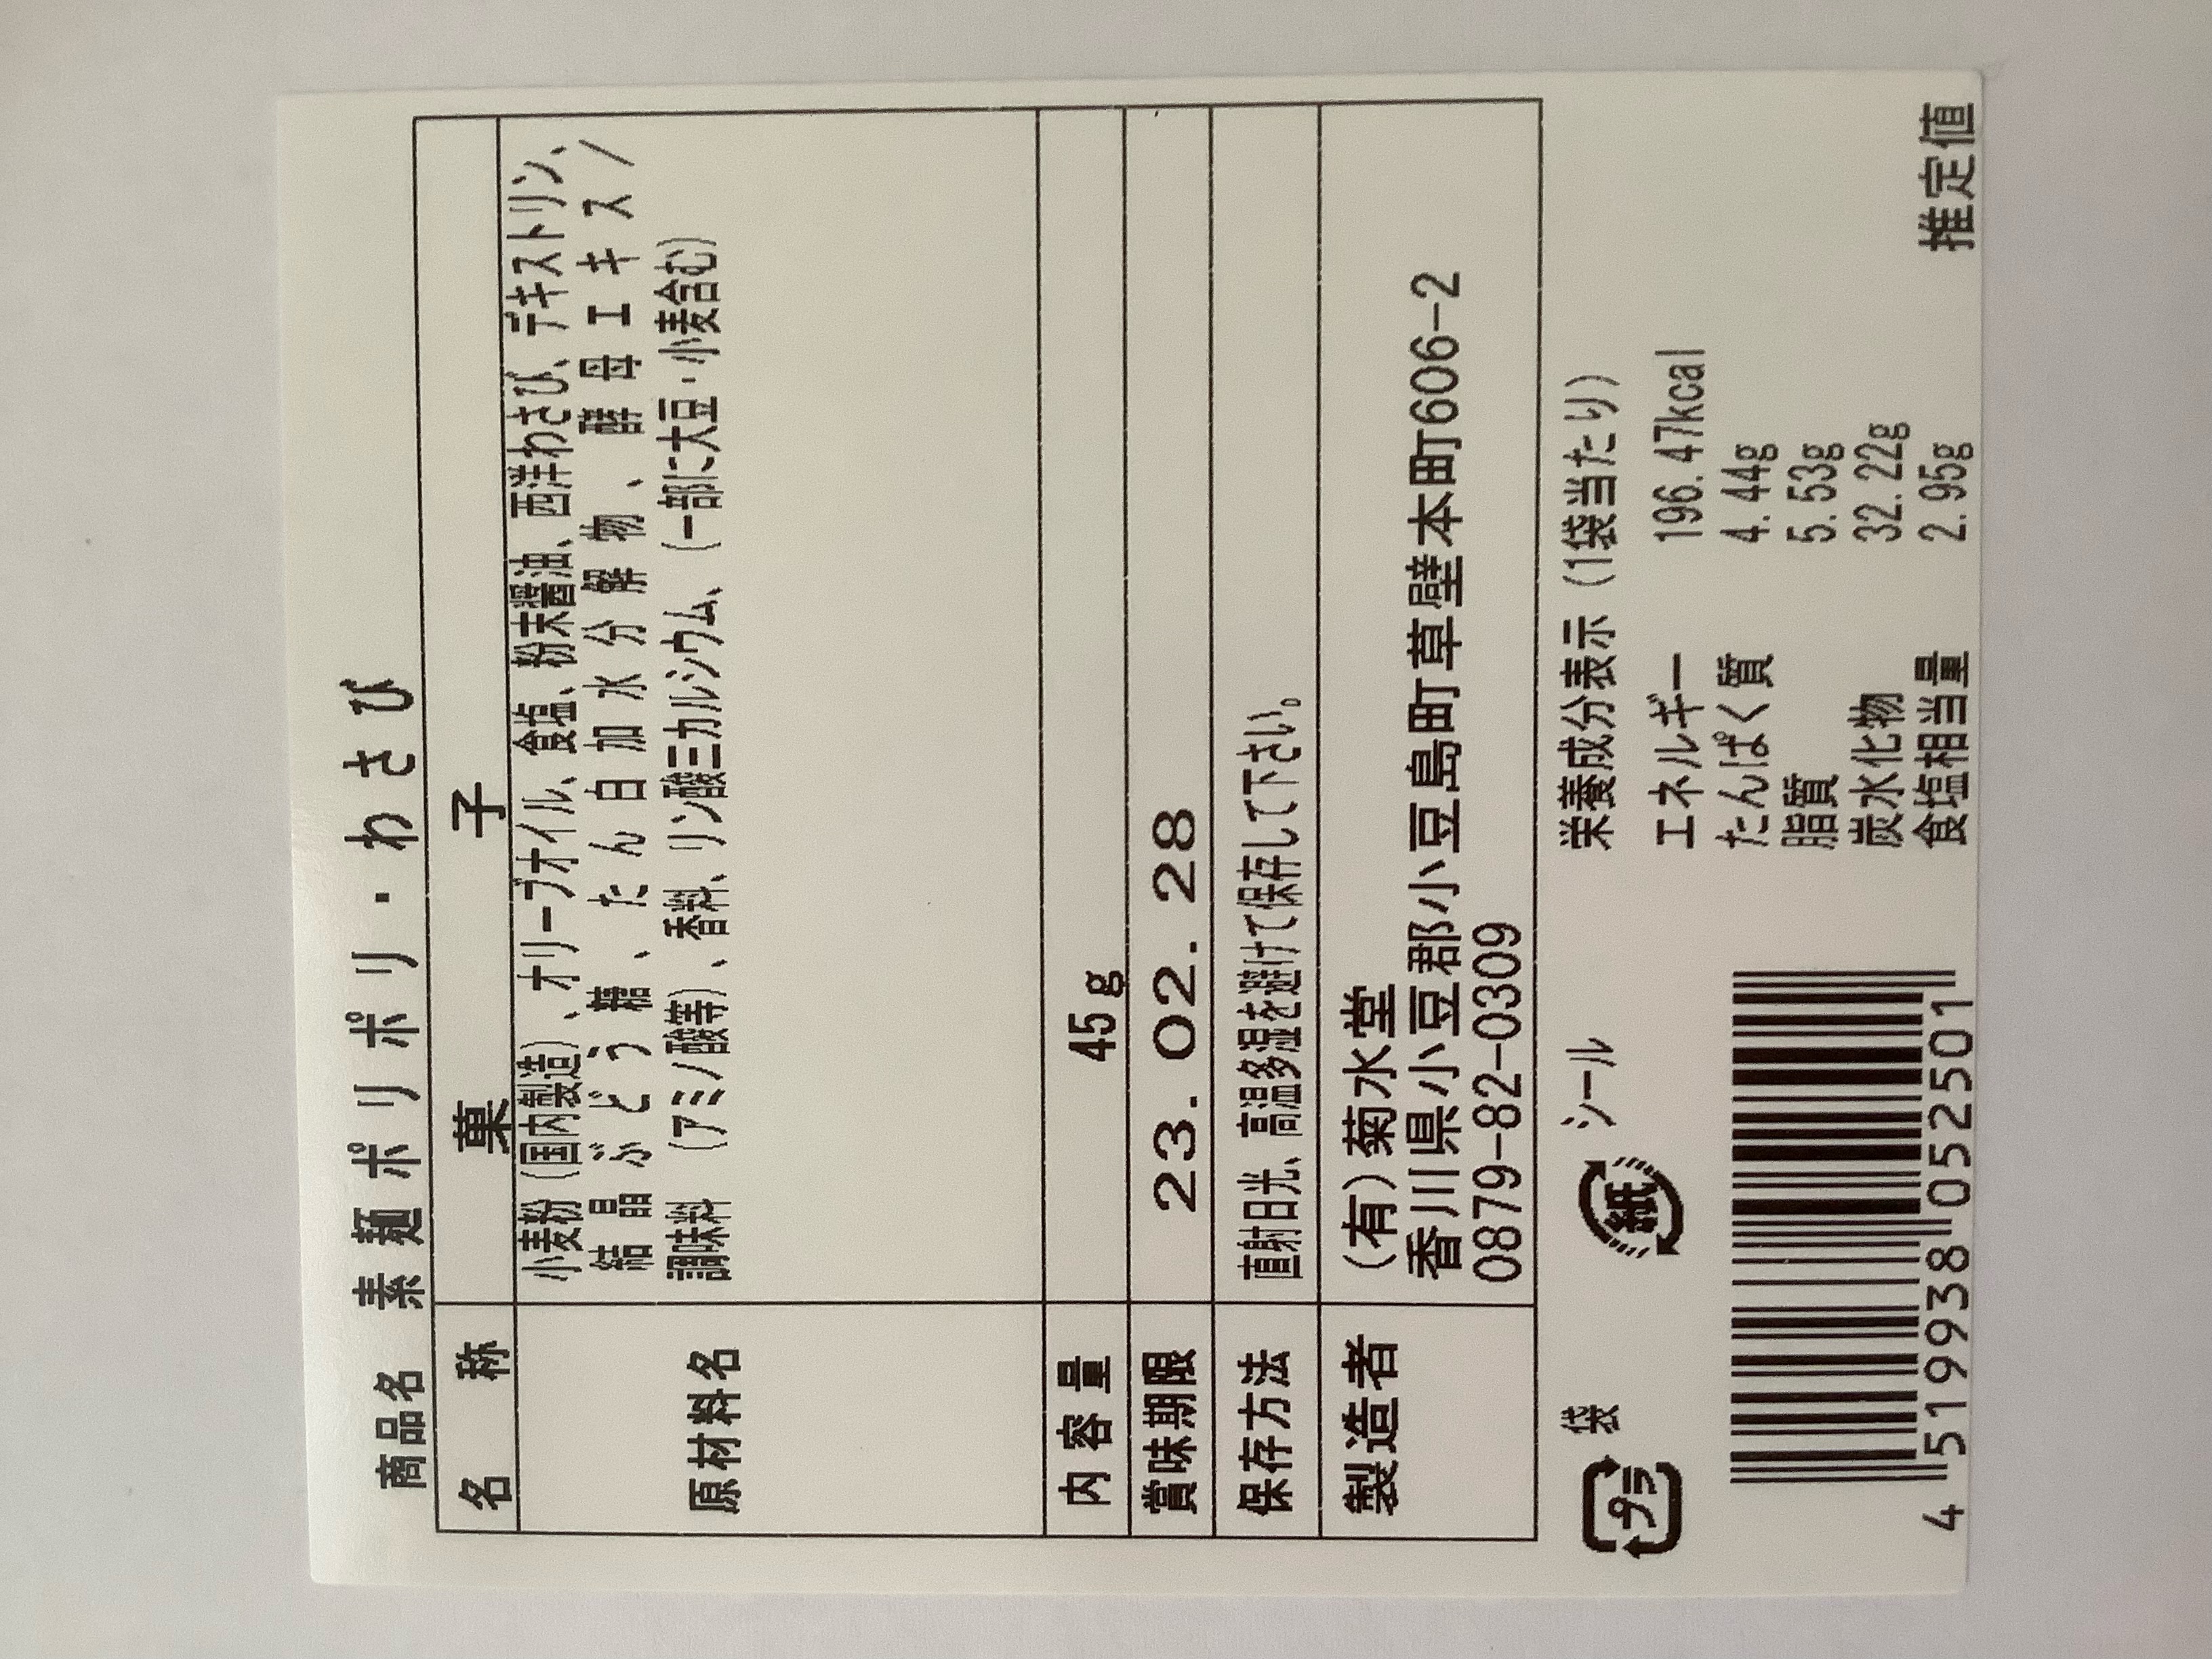 商品名 素麺ポリポリ・わさび
名称 菓子
原材料名
小麦粉(国内製造)、オリーブオイル、食塩、粉末醤油、西洋わさび、デキストリン、
結晶ぶどう糖、たん白加水分解物、酵母エキス/
調味料(アミノ酸等)、香料、リン酸三カルシウム、(一部に大豆・小麦含む)
内容量 45g
賞味期限 23.02.28
保存方法 直射日光、高温多湿を避けて保存して下さい。
製造者 (有)菊水堂
香川県小豆郡小豆島町草壁本町606-2
0879-82-0309
プラ 袋
紙 シール
4 519938 052501
栄養成分表示(1袋当たり)
エネルギー 196.47kcal
たんぱく質 4.44g
脂質 5.53g
炭水化物 32.22g
食塩相当量 2.95g
推定値